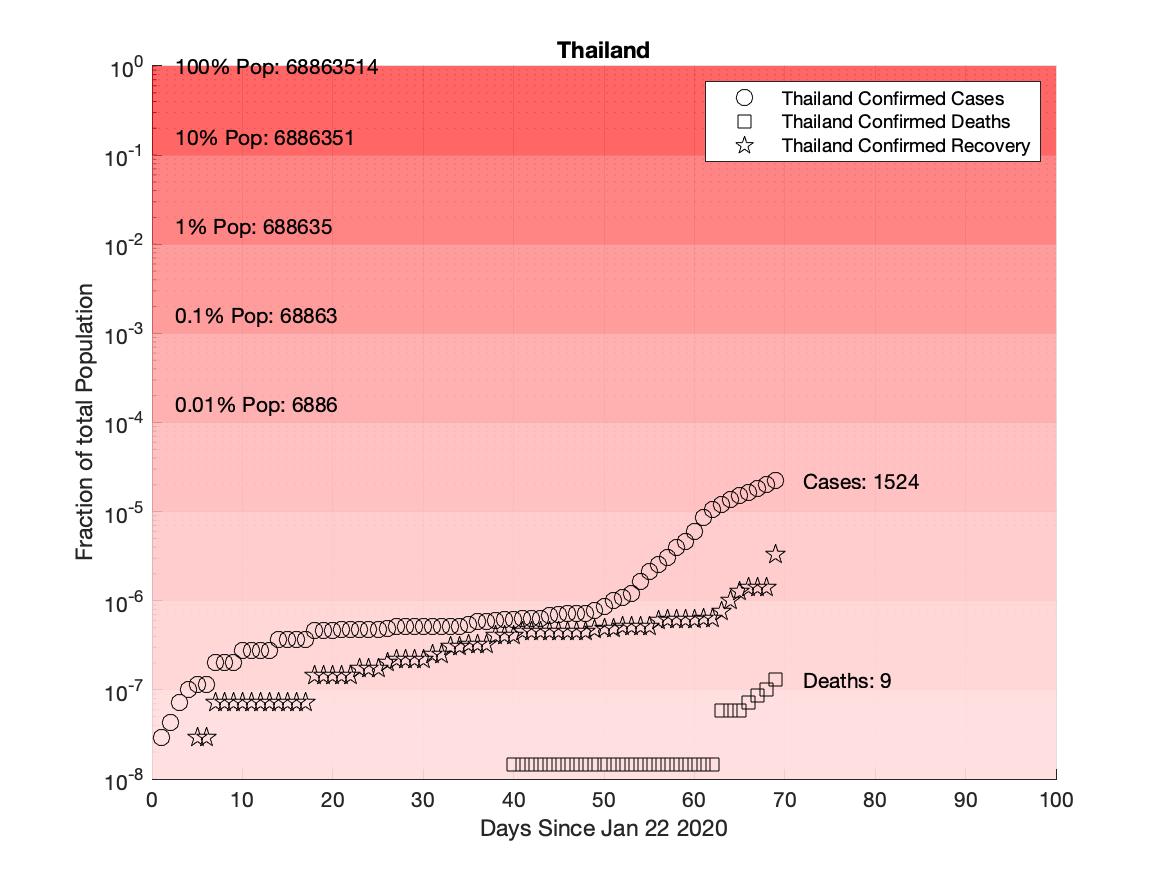 Thailand
10^0
100% Pop: 68863514
10% Pop: 6886351
10^-1
1% Pop: 688635
10^-2
0.1% Pop: 68863
10^-3
0.01% Pop: 6886
10^-4
10^-5
10^-6
10^-7
10^-8
Fraction of total Population
Thailand Confirmed Cases
Thailand Confirmed Deaths
Thailand Confirmed Recovery
Cases: 1524
Deaths: 9
0 10 20 30 40 50 60 70 80 90 100
Days Since Jan 22 2020